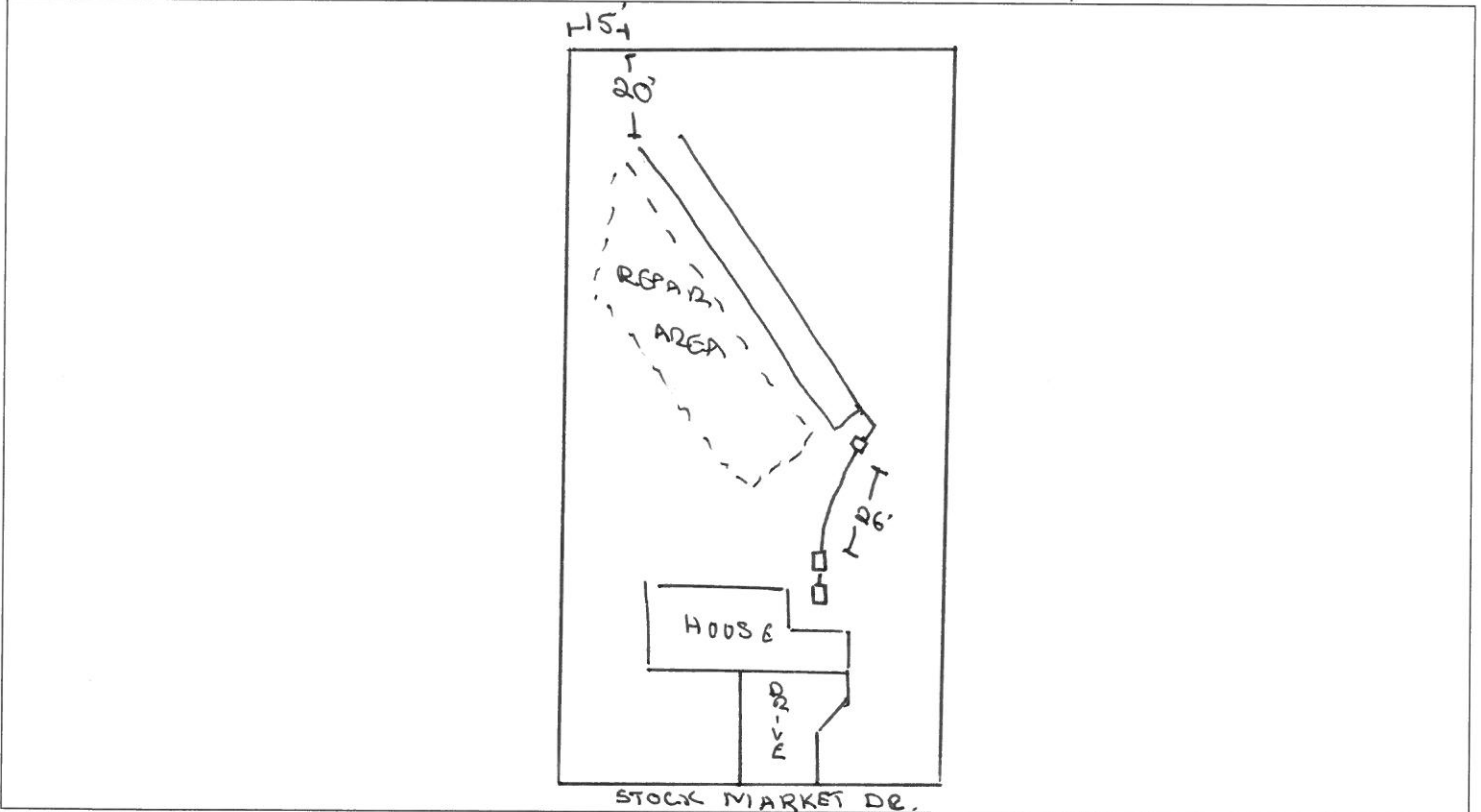 15'
20'
REPAIR
AREA
26'
HOUSE
DRIVE
STOCK MARKET DR.